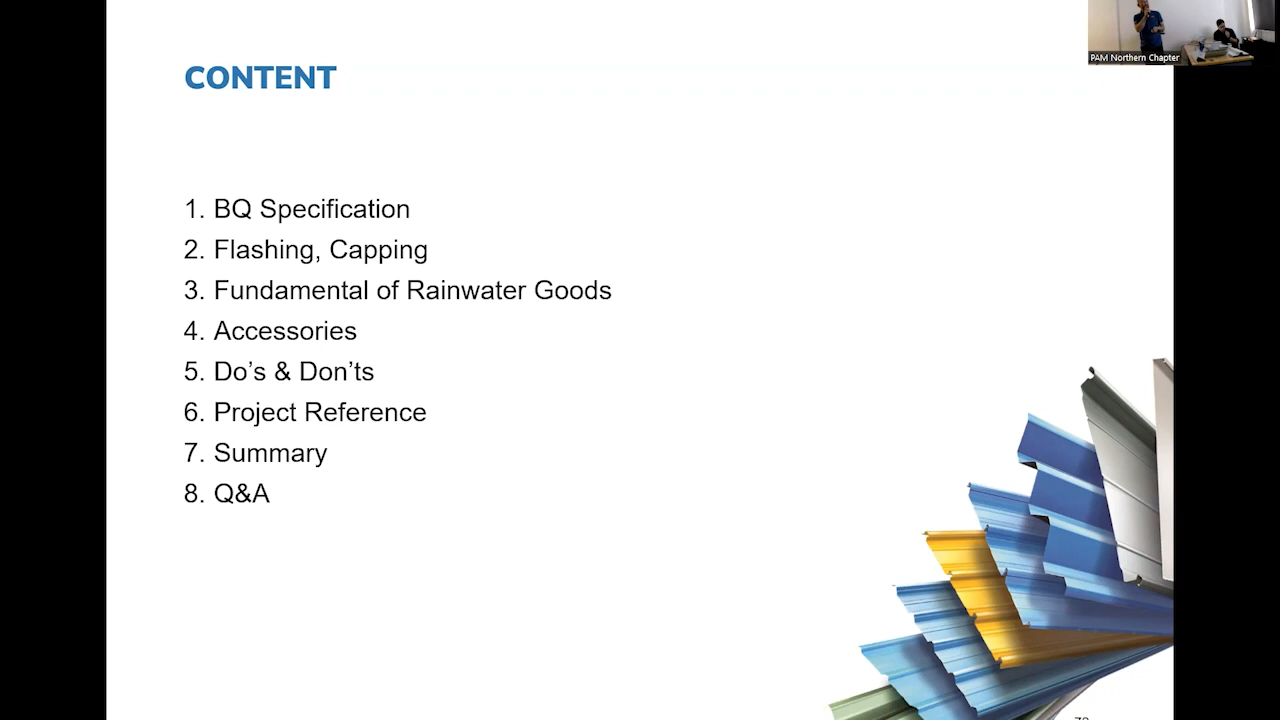 PAM Northern Chapter
CONTENT
1. BQ Specification
2. Flashing, Capping
3. Fundamental of Rainwater Goods
4. Accessories
5. Do’s & Don’ts
6. Project Reference
7. Summary
8. Q&A